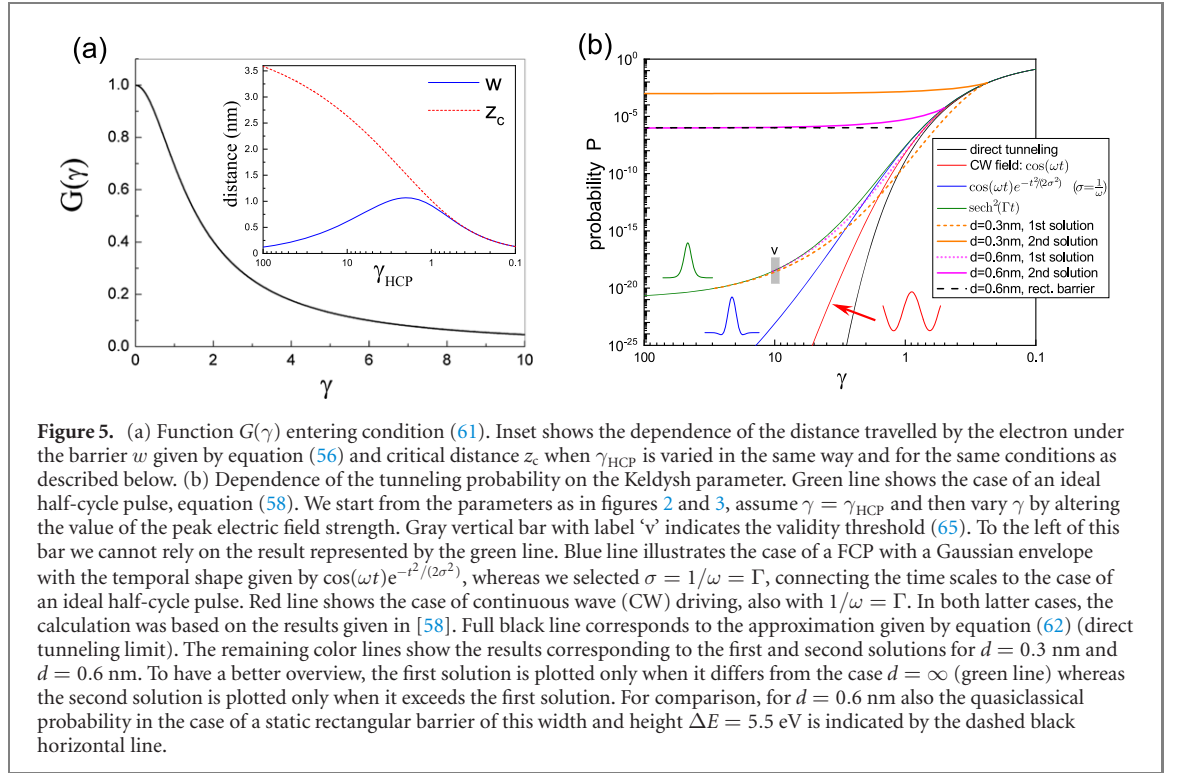 (a)
1.0
0.8
0.6
0.4
0.2
0.0
G(γ)
0
2
4
6
8
10
γ
3.5
3.0
2.5
2.0
1.5
1.0
0.5
0.0
distance (nm)
w
z_c
100
10
1
0.1
γ_HCP
(b)
10^0
10^-5
10^-10
10^-15
10^-20
10^-25
probability P
v
direct tunneling
CW field: cos(ωt)
cos(ωt)e^{-t²/(2σ²)} (σ=1/ω)
sech²(Γt)
d=0.3nm, 1st solution
d=0.3nm, 2nd solution
d=0.6nm, 1st solution
d=0.6nm, 2nd solution
d=0.6nm, rect. barrier
100
10
1
0.1
γ
Figure 5. (a) Function G(γ) entering condition (61). Inset shows the dependence of the distance travelled by the electron under
the barrier w given by equation (56) and critical distance z_c when γ_HCP is varied in the same way and for the same conditions as
described below. (b) Dependence of the tunneling probability on the Keldysh parameter. Green line shows the case of an ideal
half-cycle pulse, equation (58). We start from the parameters as in figures 2 and 3, assume γ = γ_HCP and then vary γ by altering
the value of the peak electric field strength. Gray vertical bar with label ‘v’ indicates the validity threshold (65). To the left of this
bar we cannot rely on the result represented by the green line. Blue line illustrates the case of a FCP with a Gaussian envelope
with the temporal shape given by cos(ωt)e^{−t²/(2σ²)}, whereas we selected σ = 1/ω = Γ, connecting the time scales to the case of
an ideal half-cycle pulse. Red line shows the case of continuous wave (CW) driving, also with 1/ω = Γ. In both latter cases, the
calculation was based on the results given in [58]. Full black line corresponds to the approximation given by equation (62) (direct
tunneling limit). The remaining color lines show the results corresponding to the first and second solutions for d = 0.3 nm and
d = 0.6 nm. To have a better overview, the first solution is plotted only when it differs from the case d = ∞ (green line) whereas
the second solution is plotted only when it exceeds the first solution. For comparison, for d = 0.6 nm also the quasiclassical
probability in the case of a static rectangular barrier of this width and height ΔE = 5.5 eV is indicated by the dashed black
horizontal line.